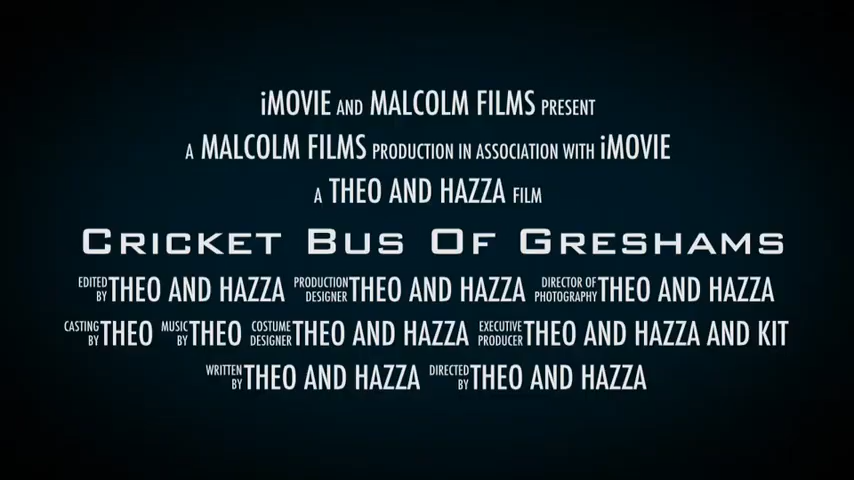 iMOVIE AND MALCOLM FILMS PRESENT
A MALCOLM FILMS PRODUCTION IN ASSOCIATION WITH iMOVIE
A THEO AND HAZZA FILM
CRICKET BUS OF GRESHAMS
EDITED BY THEO AND HAZZA PRODUCTION DESIGNER THEO AND HAZZA DIRECTOR OF PHOTOGRAPHY THEO AND HAZZA
CASTING BY THEO MUSIC BY THEO COSTUME DESIGNER THEO AND HAZZA EXECUTIVE PRODUCER THEO AND HAZZA AND KIT
WRITTEN BY THEO AND HAZZA DIRECTED BY THEO AND HAZZA